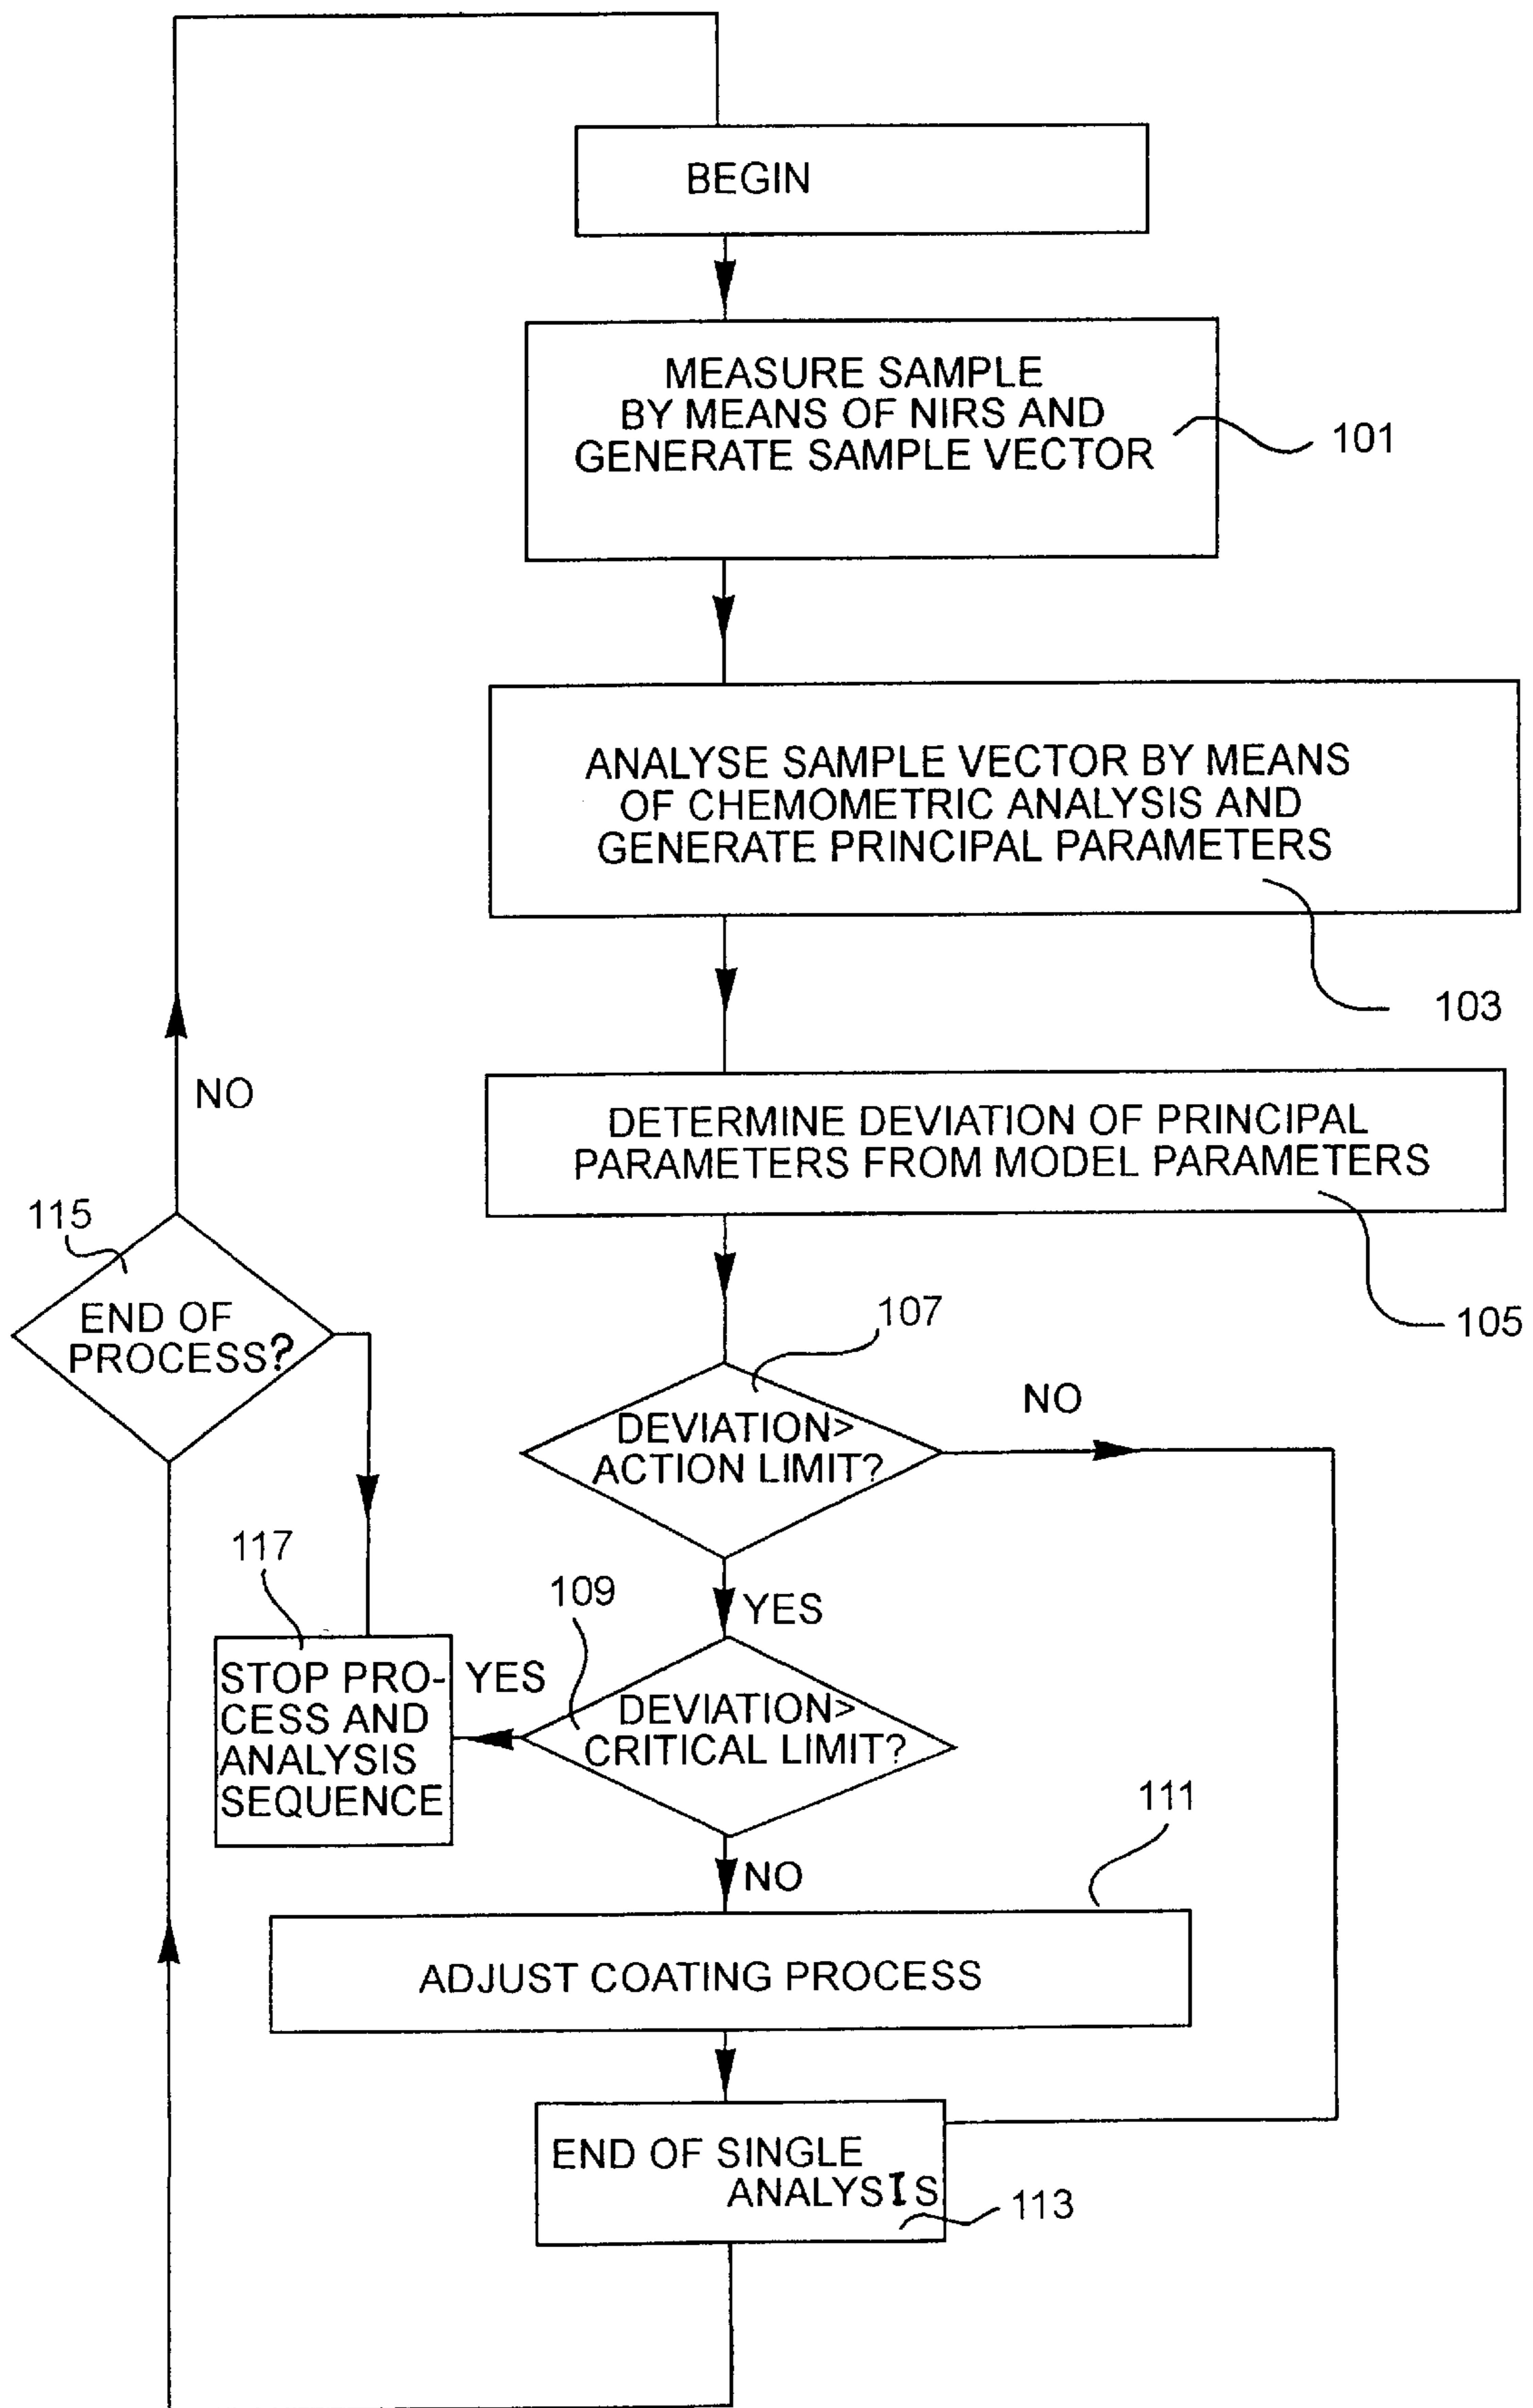 BEGIN
MEASURE SAMPLE
BY MEANS OF NIRS AND
GENERATE SAMPLE VECTOR
101
ANALYSE SAMPLE VECTOR BY MEANS
OF CHEMOMETRIC ANALYSIS AND
GENERATE PRINCIPAL PARAMETERS
103
NO
DETERMINE DEVIATION OF PRINCIPAL
PARAMETERS FROM MODEL PARAMETERS
105
115
END OF
PROCESS?
107
DEVIATION>
ACTION LIMIT?
NO
YES
117
STOP PRO-
CESS AND
ANALYSIS
SEQUENCE
YES
109
DEVIATION>
CRITICAL LIMIT?
NO
111
ADJUST COATING PROCESS
END OF SINGLE
ANALYSIS
113